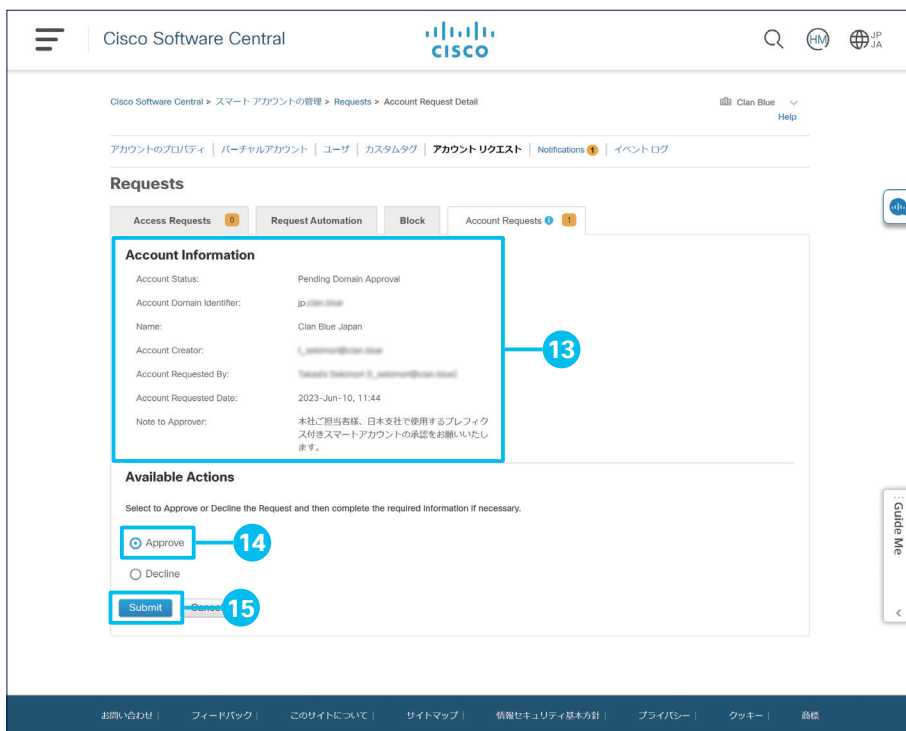 Cisco Software Central
CISCO
HM
JP
JA
Cisco Software Central > スマート アカウントの管理 > Requests > Account Request Detail
Clan Blue
Help
アカウントのプロパティ | バーチャルアカウント | ユーザ | カスタムタグ | アカウント リクエスト | Notifications 1 | イベント ログ
Requests
Access Requests 0 Request Automation Block Account Requests 1
Account Information
Account Status: Pending Domain Approval
Account Domain Identifier: jp
Name: Clan Blue Japan
Account Creator:
Account Requested By:
Account Requested Date: 2023-Jun-10, 11:44
Note to Approver: 本社ご担当者様、日本支社で使用するプレフィク
ス付きスマートアカウントの承認をお願いいたし
ます。
13
Available Actions
Select to Approve or Decline the Request and then complete the required information if necessary.
Approve 14
Decline
Submit 15
Guide Me
お問い合わせ | フィードバック | このサイトについて | サイトマップ | 情報セキュリティ基本方針 | プライバシー | クッキー | 商標